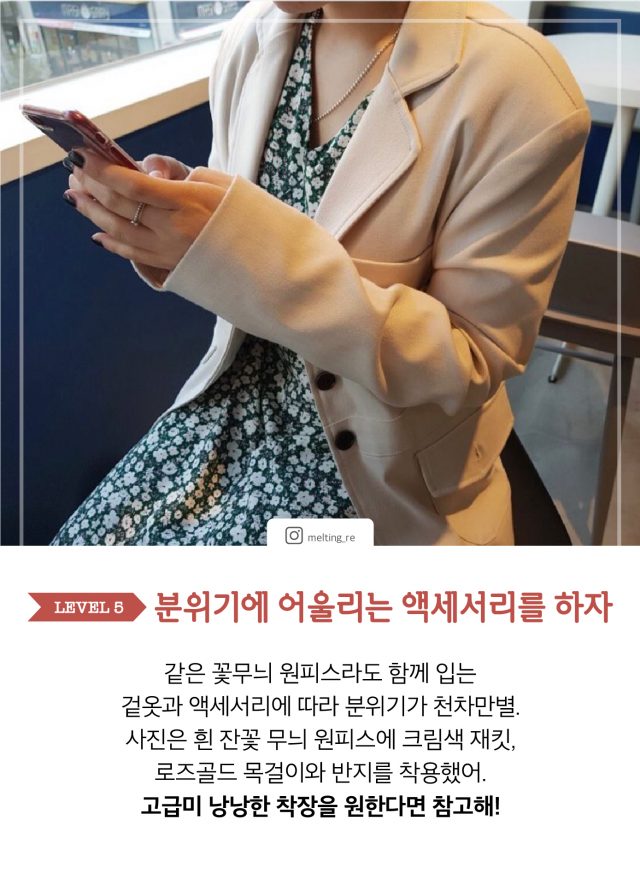 melting_re
LEVEL 5
분위기에 어울리는 액세서리를 하자
같은 꽃무늬 원피스라도 함께 입는
겉옷과 액세서리에 따라 분위기가 천차만별.
사진은 흰 잔꽃 무늬 원피스에 크림색 재킷,
로즈골드 목걸이와 반지를 착용했어.
고급미 낭낭한 착장을 원한다면 참고해!